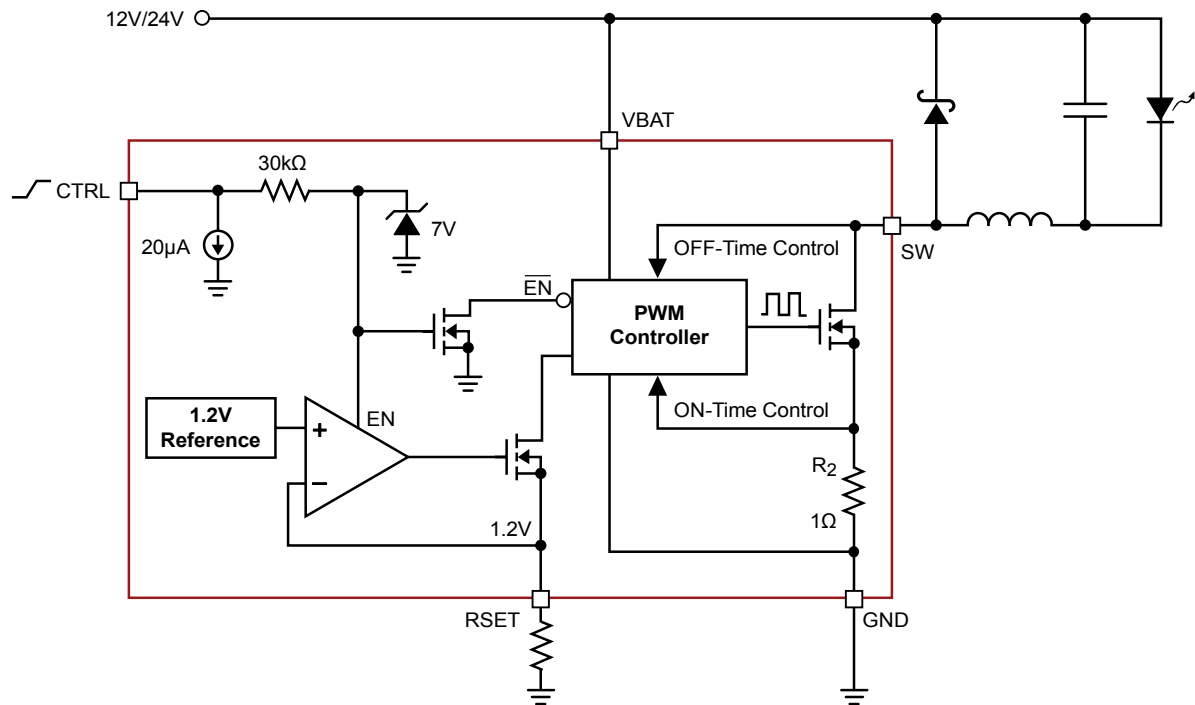 12V/24V
VBAT
30kΩ
CTRL
20µA
7V
SW
OFF-Time Control
EN
PWM
Controller
ON-Time Control
1.2V
Reference
+
EN
−
R2
1Ω
1.2V
RSET
GND